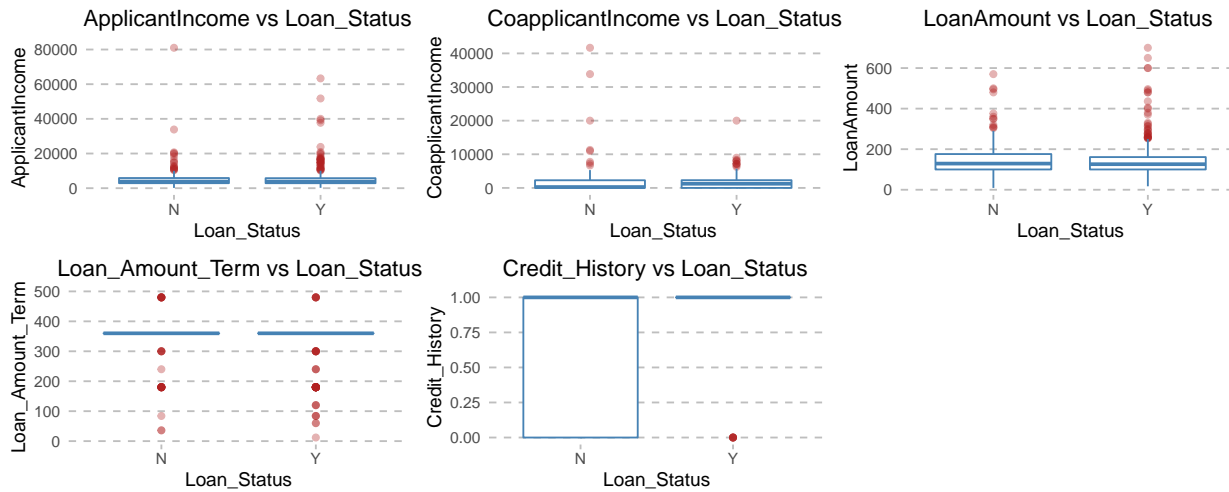 ApplicantIncome vs Loan_Status
ApplicantIncome
80000
60000
40000
20000
0
N
Y
Loan_Status
CoapplicantIncome vs Loan_Status
CoapplicantIncome
40000
30000
20000
10000
0
N
Y
Loan_Status
LoanAmount vs Loan_Status
LoanAmount
600
400
200
0
N
Y
Loan_Status
Loan_Amount_Term vs Loan_Status
Loan_Amount_Term
500
400
300
200
100
0
N
Y
Loan_Status
Credit_History vs Loan_Status
Credit_History
1.00
0.75
0.50
0.25
0.00
N
Y
Loan_Status